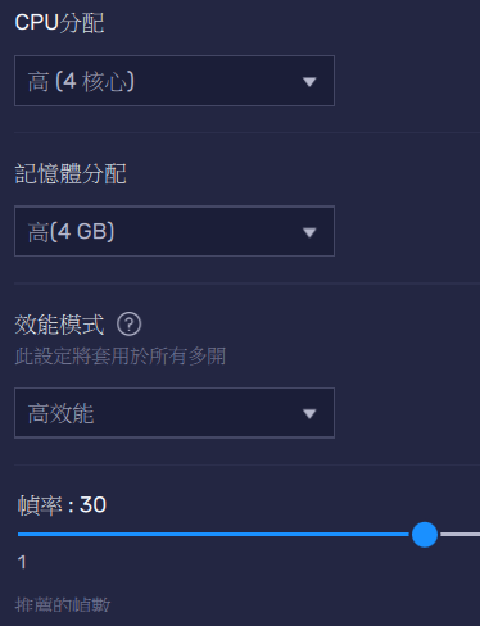 CPU分配
高 (4 核心)
記憶體分配
高(4 GB)
效能模式 ?
此設定將套用於所有多開
高效能
幀率 : 30
1
推薦的幀數